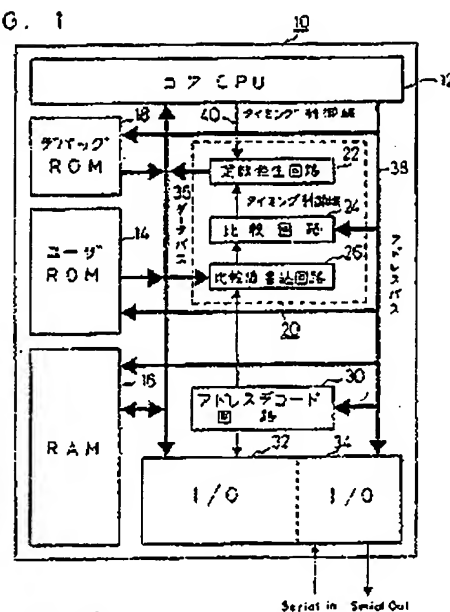 G. 1
10
コアCPU
12
18
40
タイミング制御線
デバッグ
ROM
定数発生回路
22
38
36
データバス
タイミング制御線
24
比較回路
アドレスバス
14
ユーザ
ROM
26
比較値書込回路
20
16
RAM
30
アドレスデコード
回路
32
34
I/O
I/O
Serial in
Serial Out